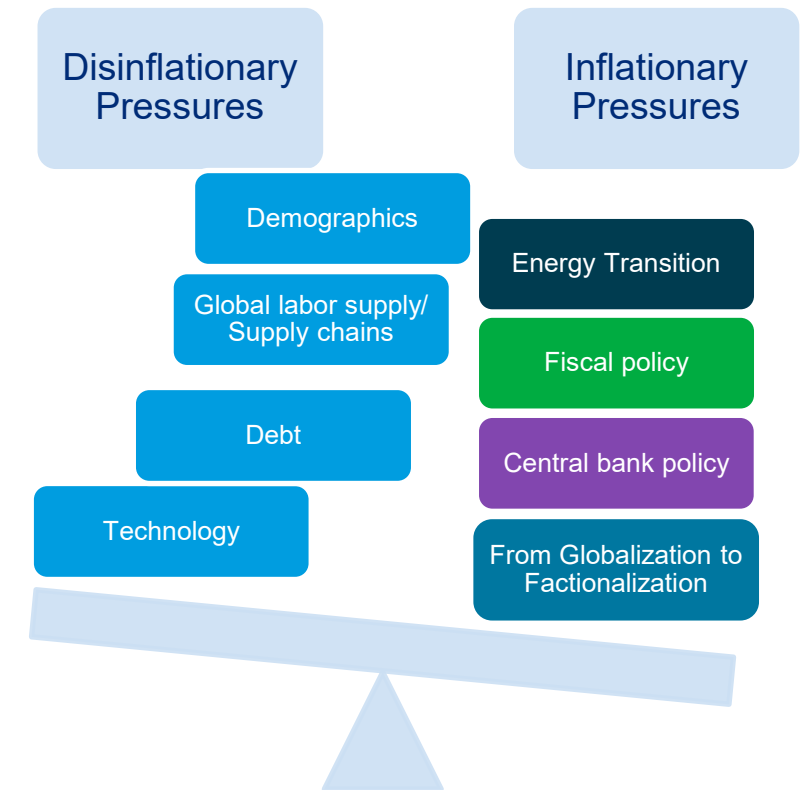 Disinflationary
Pressures
Inflationary
Pressures
Demographics
Energy Transition
Global labor supply/
Supply chains
Fiscal policy
Debt
Central bank policy
Technology
From Globalization to
Factionalization